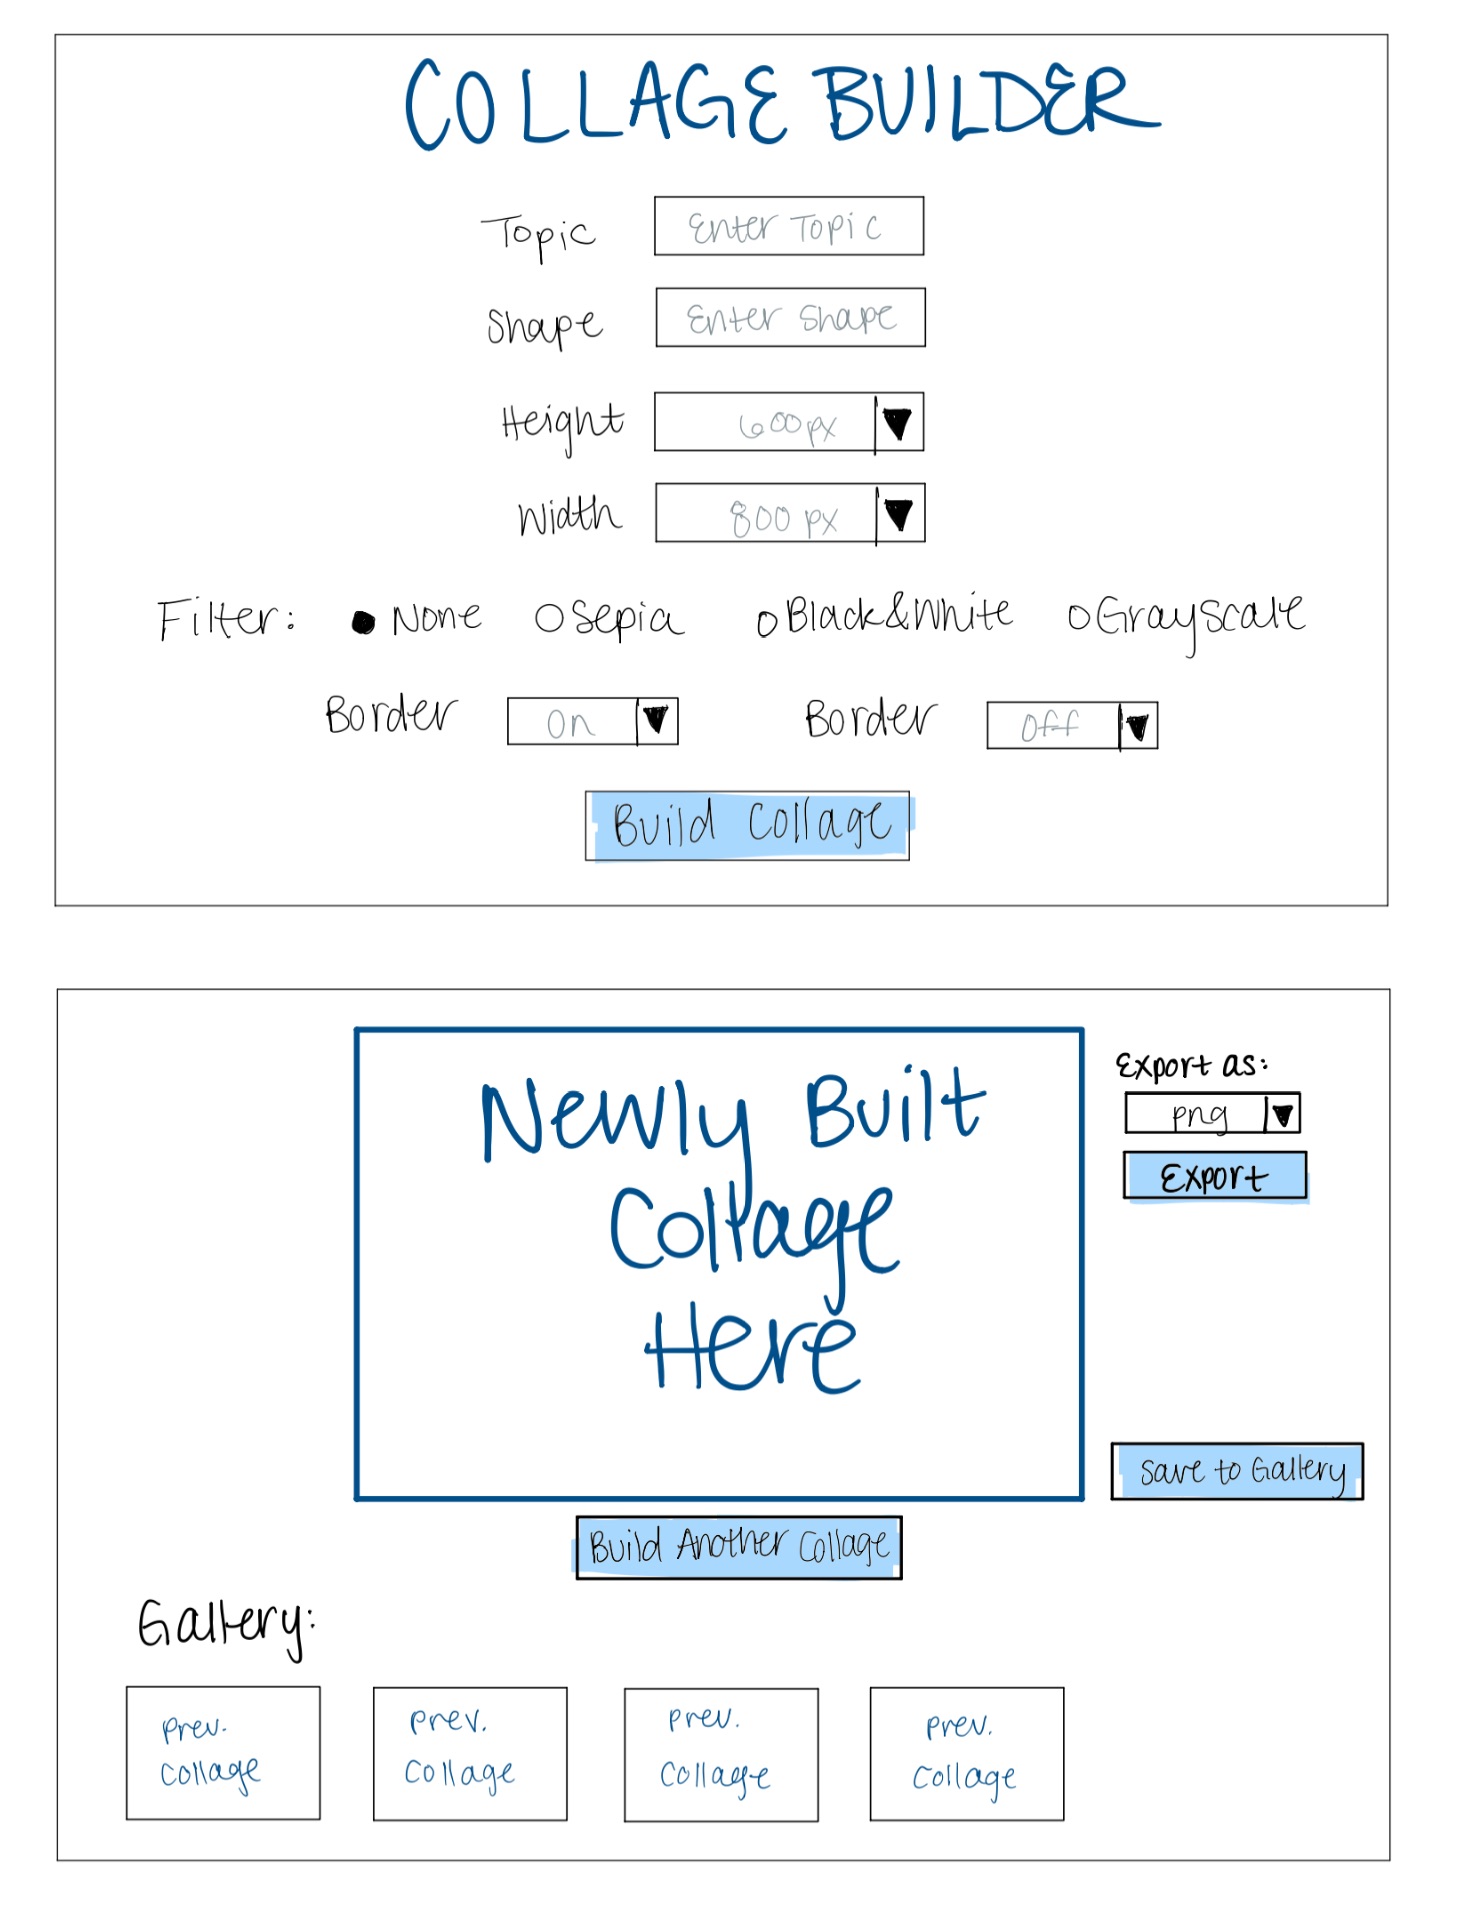 COLLAGE BUILDER
Topic Enter Topic
Shape Enter Shape
Height 600px
Width 800 px
Filter: None Sepia Black&White Grayscale
Border On Border Off
Build Collage
Newly Built
Collage
Here
Export as:
png
Export
Save to Gallery
Build Another Collage
Gallery:
prev. prev. prev. prev.
Collage Collage Collage Collage